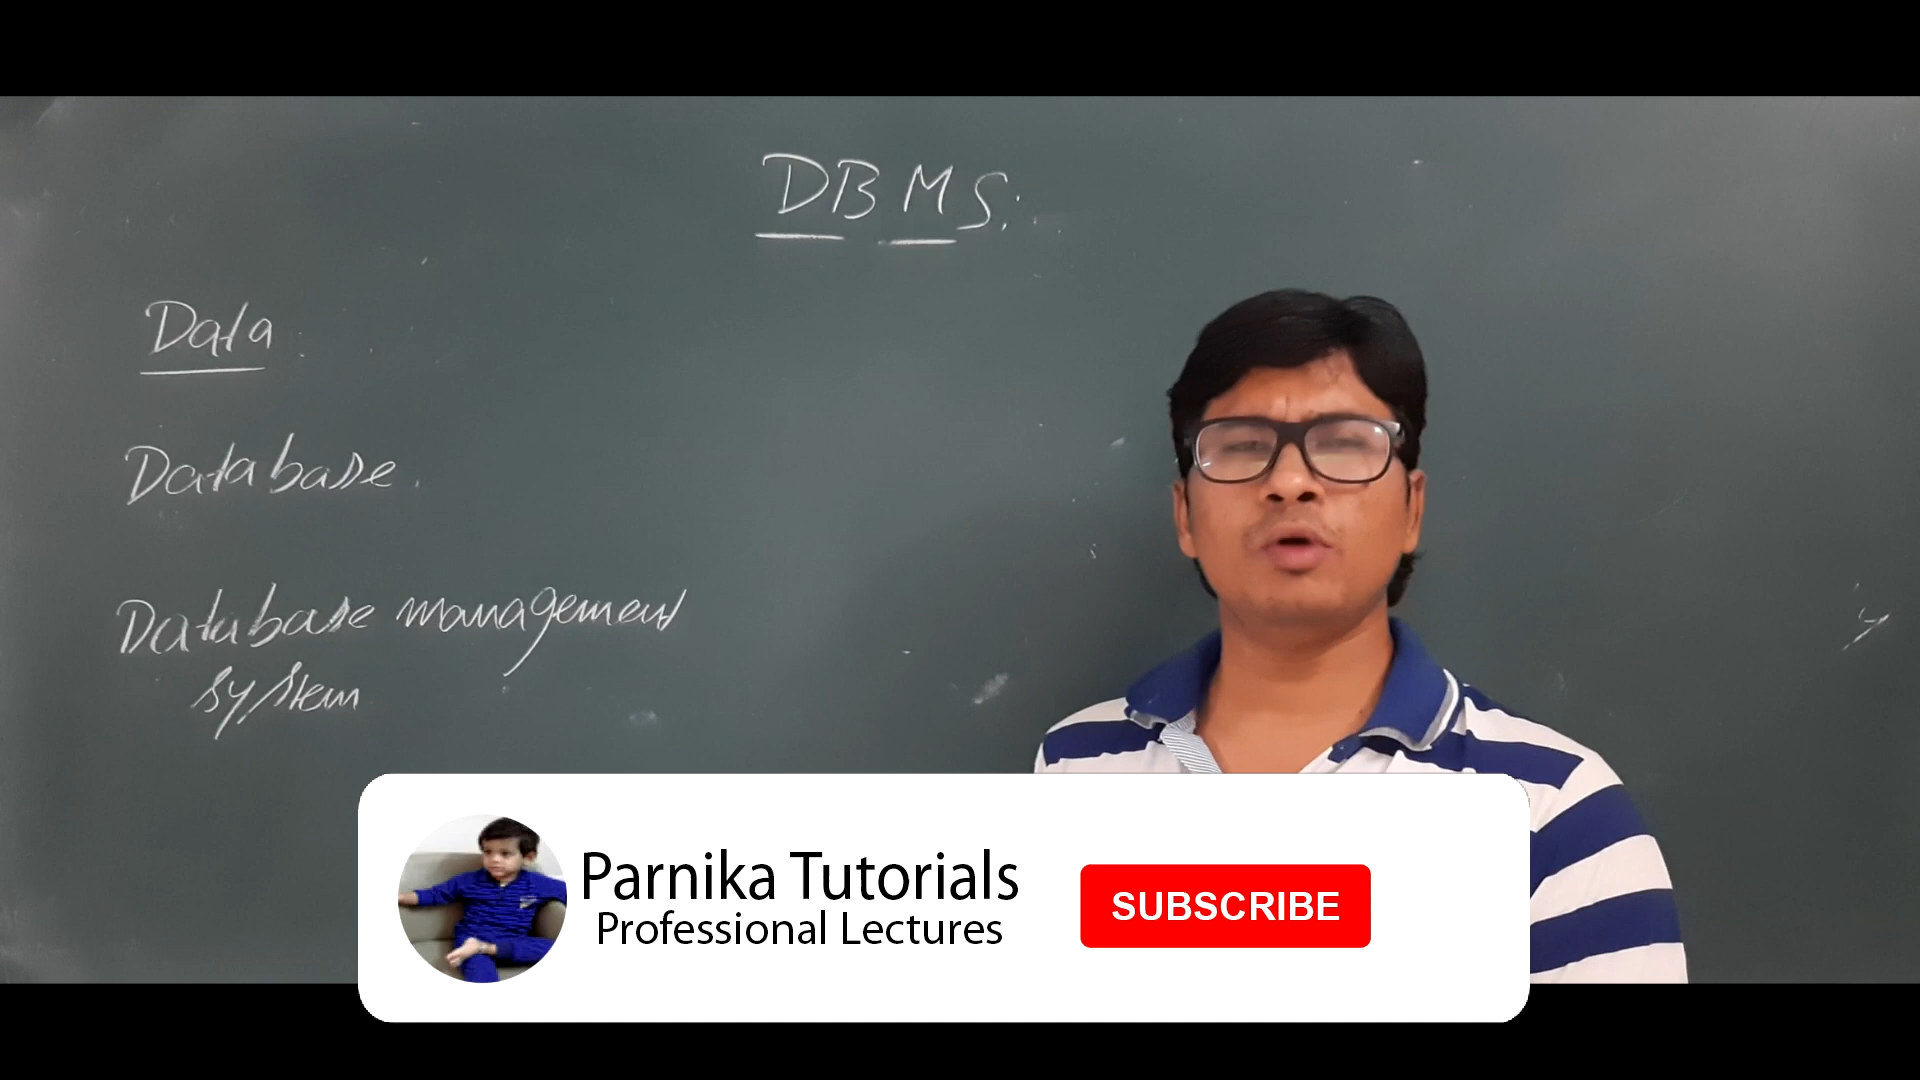 DBMS:
Data
Database.
Database management
system
Parnika Tutorials
Professional Lectures
SUBSCRIBE